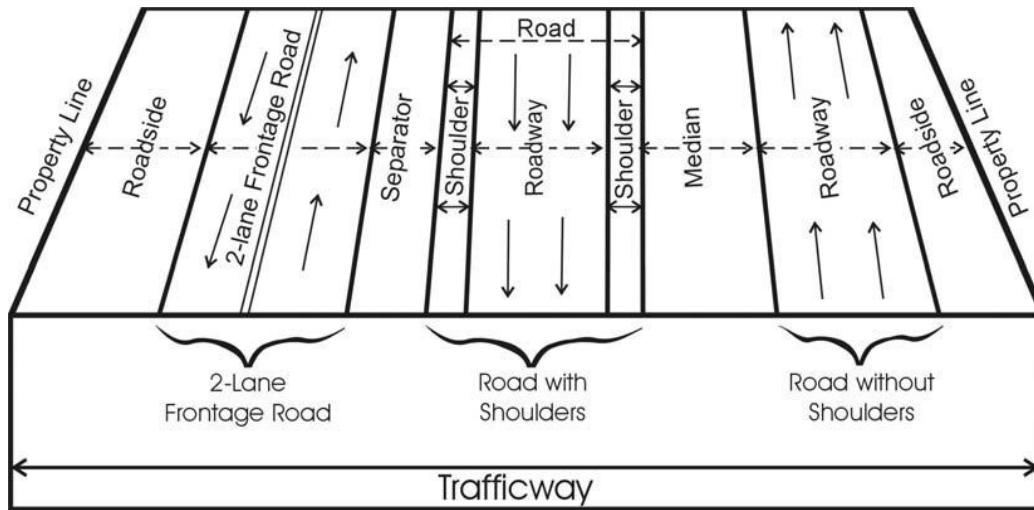 Property Line
Roadside
2-lane Frontage Road
Separator
Shoulder
Road
Roadway
Shoulder
Median
Roadway
Roadside
Property Line
2-Lane
Frontage Road
Road with
Shoulders
Road without
Shoulders
Trafficway